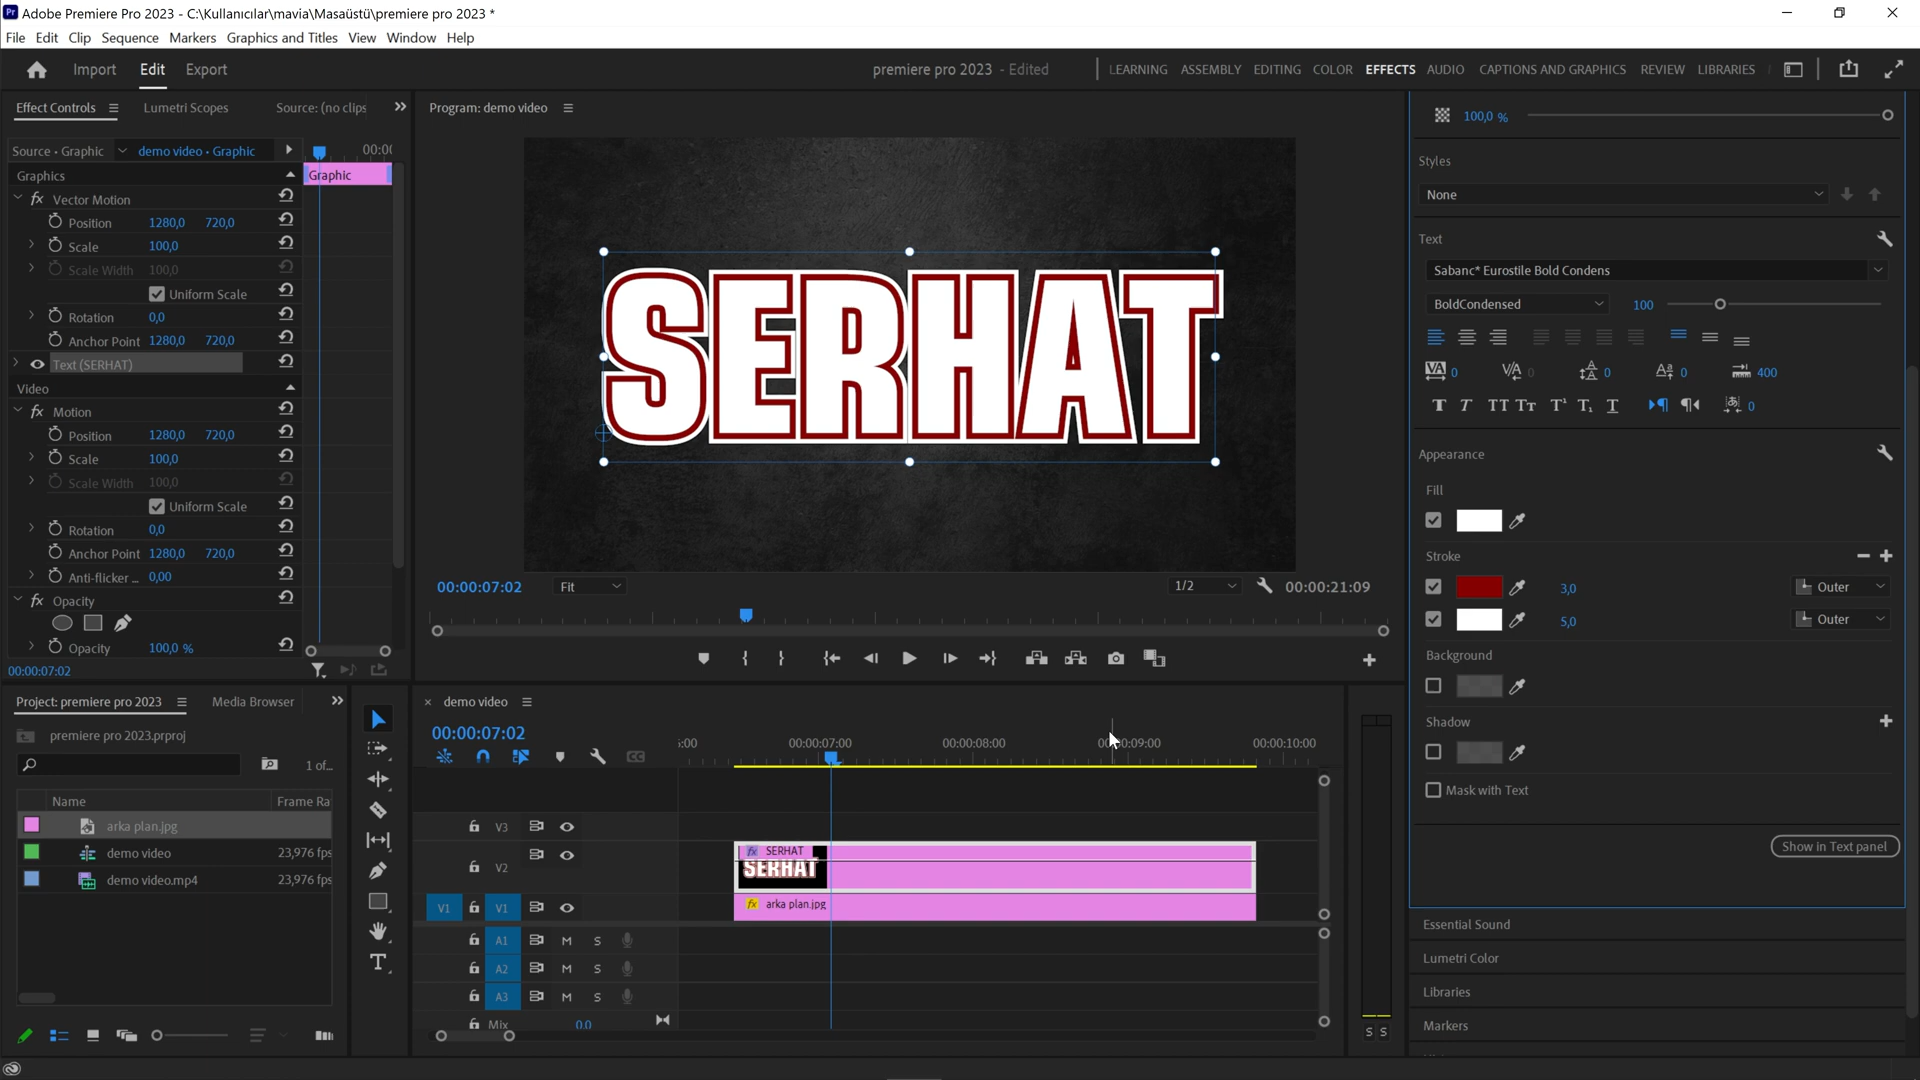 Adobe Premiere Pro 2023 - C:\Kullanıcılar\mavia\Masaüstü\premiere pro 2023 *
File Edit Clip Sequence Markers Graphics and Titles View Window Help
Import Edit Export
premiere pro 2023 - Edited
LEARNING ASSEMBLY EDITING COLOR EFFECTS AUDIO CAPTIONS AND GRAPHICS REVIEW LIBRARIES
Effect Controls Lumetri Scopes Source: (no clips
Source • Graphic demo video • Graphic 00:0
Graphics
Graphic
fx Vector Motion
Position 1280,0 720,0
Scale 100,0
Scale Width 100,0
Uniform Scale
Rotation 0,0
Anchor Point 1280,0 720,0
Text (SERHAT)
Video
fx Motion
Position 1280,0 720,0
Scale 100,0
Scale Width 100,0
Uniform Scale
Rotation 0,0
Anchor Point 1280,0 720,0
Anti-flicker ... 0,00
fx Opacity
Opacity 100,0 %
00:00:07:02
Program: demo video
SERHAT
00:00:07:02 Fit 1/2 00:00:21:09
Project: premiere pro 2023 Media Browser
premiere pro 2023.prproj
1 of...
Name Frame Ra
arka plan.jpg
demo video 23,976 fps
demo video.mp4 23,976 fps
demo video
00:00:07:02
:00 00:00:07:00 00:00:08:00 00:00:09:00 00:00:10:00
V3
V2
fx SERHAT
SERHAT
V1 V1
fx arka plan.jpg
A1 M S
A2 M S
A3 M S
Mix 0,0
S S
100,0 %
Styles
None
Text
Sabanc* Eurostile Bold Condens
BoldCondensed 100
0 0 0 0 400
0
Appearance
Fill
Stroke
3,0 Outer
5,0 Outer
Background
Shadow
Mask with Text
Show in Text panel
Essential Sound
Lumetri Color
Libraries
Markers